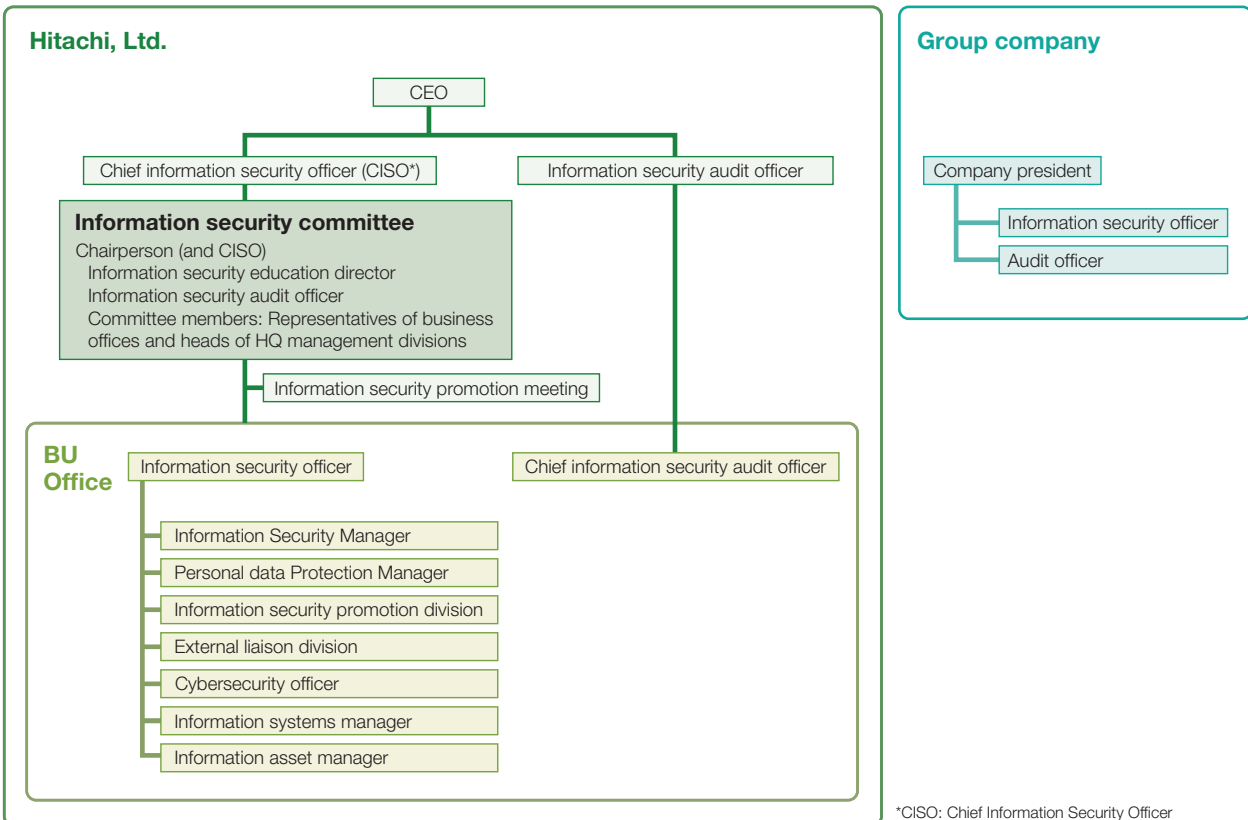 Hitachi, Ltd.
CEO
Chief information security officer (CISO*)
Information security audit officer
Information security committee
Chairperson (and CISO)
Information security education director
Information security audit officer
Committee members: Representatives of business
offices and heads of HQ management divisions
Information security promotion meeting
BU
Office
Information security officer
Chief information security audit officer
Information Security Manager
Personal data Protection Manager
Information security promotion division
External liaison division
Cybersecurity officer
Information systems manager
Information asset manager
Group company
Company president
Information security officer
Audit officer
*CISO: Chief Information Security Officer